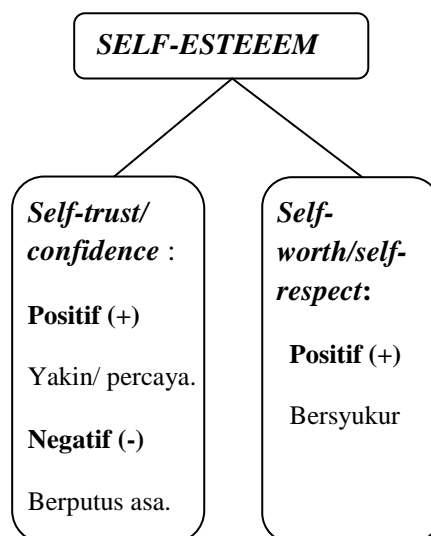 SELF-ESTEEEM
Self-trust/
confidence :
Positif (+)
Yakin/ percaya.
Negatif (-)
Berputus asa.
Self-
worth/self-
respect:
Positif (+)
Bersyukur